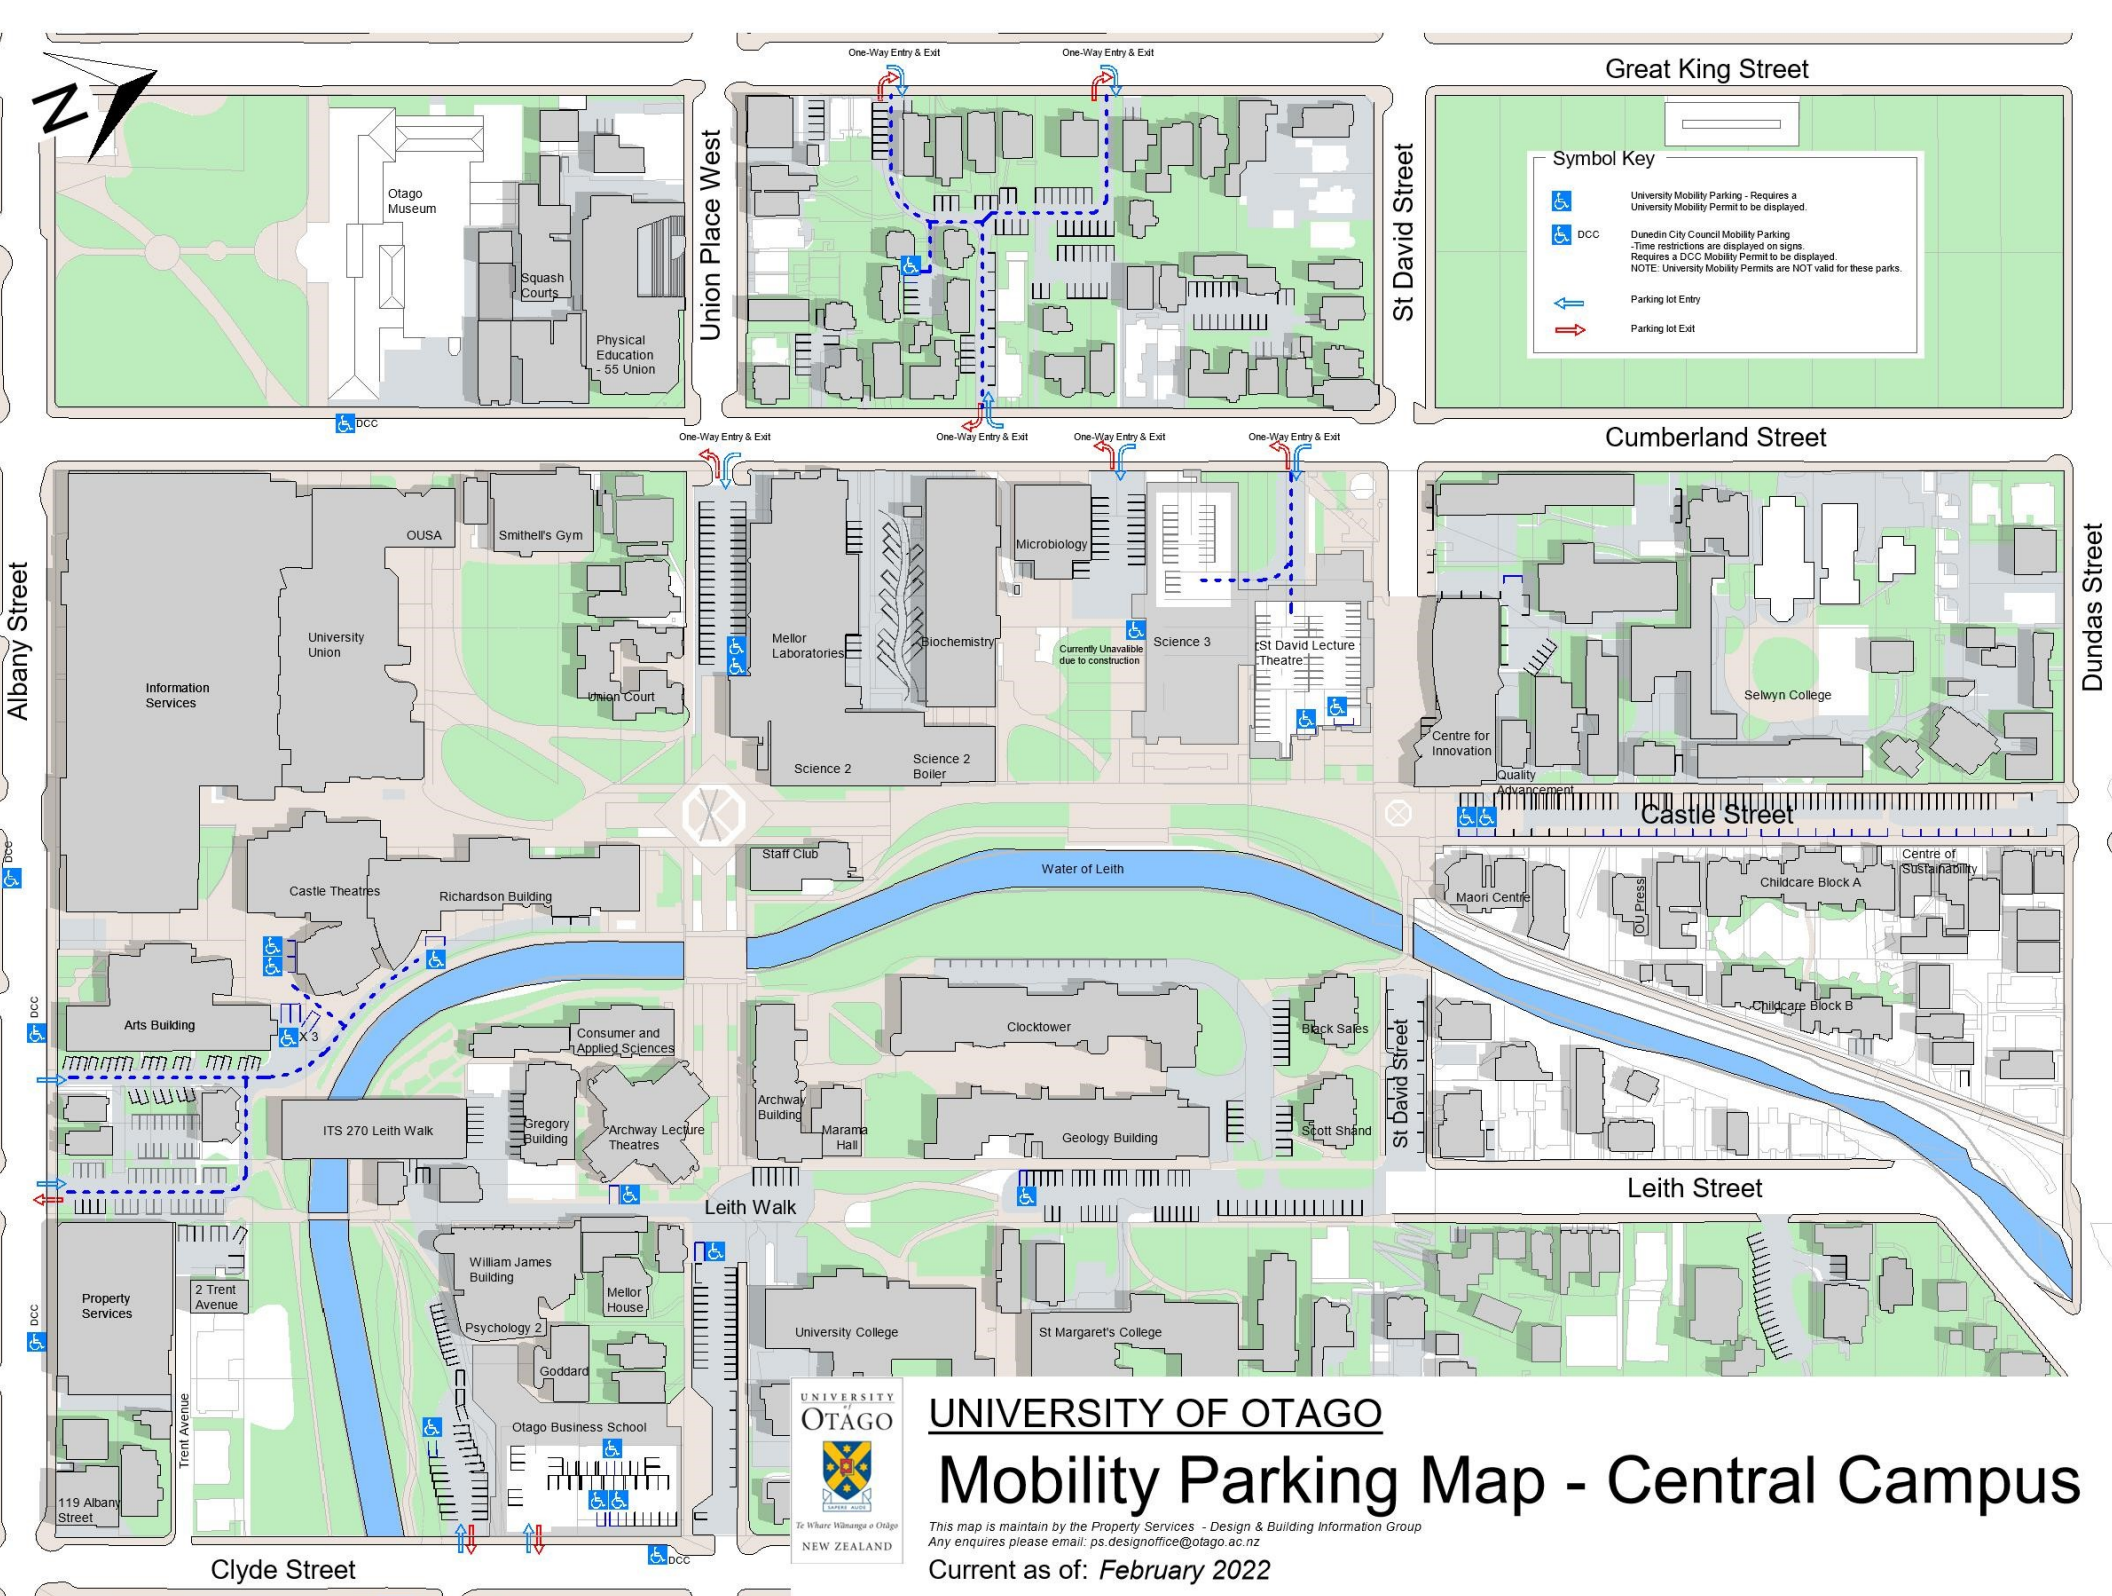 One-Way Entry & Exit
One-Way Entry & Exit
Great King Street
N
Otago
Museum
Squash
Courts
Physical
Education
- 55 Union
Union Place West
St David Street
Symbol Key
University Mobility Parking - Requires a
University Mobility Permit to be displayed.
DCC
Dunedin City Council Mobility Parking
-Time restrictions are displayed on signs.
Requires a DCC Mobility Permit to be displayed.
NOTE: University Mobility Permits are NOT valid for these parks.
Parking lot Entry
Parking lot Exit
DCC
One-Way Entry & Exit
One-Way Entry & Exit
One-Way Entry & Exit
One-Way Entry & Exit
Cumberland Street
Albany Street
Dundas Street
OUSA
Smithell's Gym
Microbiology
University
Union
Information
Services
Union Court
Mellor
Laboratories
Biochemistry
Currently Unavalible
due to construction
Science 3
St David Lecture
Theatre
Science 2
Science 2
Boiler
Centre for
Innovation
Quality
Advancement
Selwyn College
Castle Street
DCC
Castle Theatres
Richardson Building
Staff Club
Water of Leith
Maori Centre
OU Press
Childcare Block A
Centre of
Sustainability
Childcare Block B
DCC
Arts Building
X 3
Consumer and
Applied Sciences
Clocktower
Black Sales
St David Street
ITS 270 Leith Walk
Gregory
Building
Archway Lecture
Theatres
Archway
Building
Marama
Hall
Geology Building
Scott Shand
Leith Walk
Leith Street
DCC
Property
Services
2 Trent
Avenue
William James
Building
Mellor
House
Psychology 2
Goddard
University College
St Margaret's College
Trent Avenue
Otago Business School
119 Albany
Street
DCC
Clyde Street
UNIVERSITY
of
OTAGO
SAPERE AUDE
Te Whare Wānanga o Otāgo
NEW ZEALAND
UNIVERSITY OF OTAGO
Mobility Parking Map - Central Campus
This map is maintain by the Property Services - Design & Building Information Group
Any enquires please email: ps.designoffice@otago.ac.nz
Current as of: February 2022